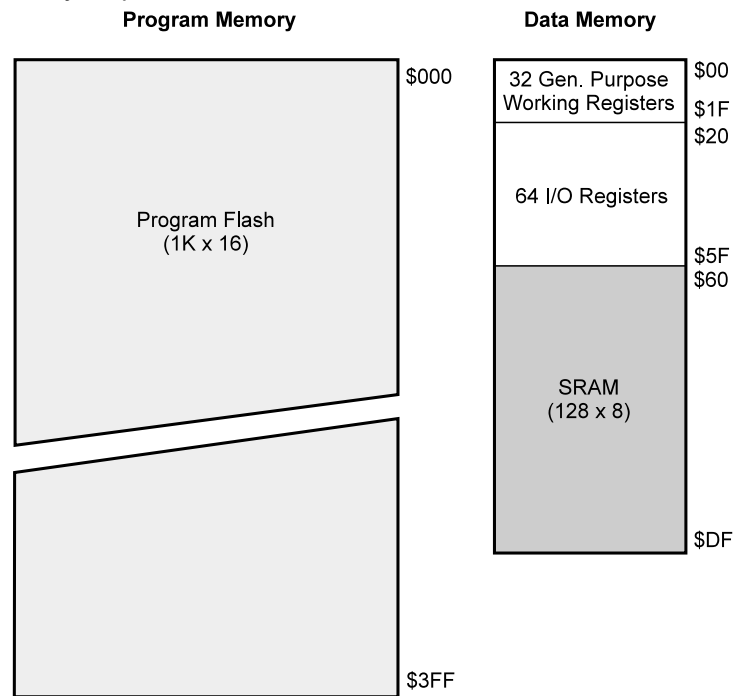 Program Memory
$000
Program Flash
(1K x 16)
$3FF
Data Memory
32 Gen. Purpose
Working Registers
$00
$1F
$20
64 I/O Registers
$5F
$60
SRAM
(128 x 8)
$DF